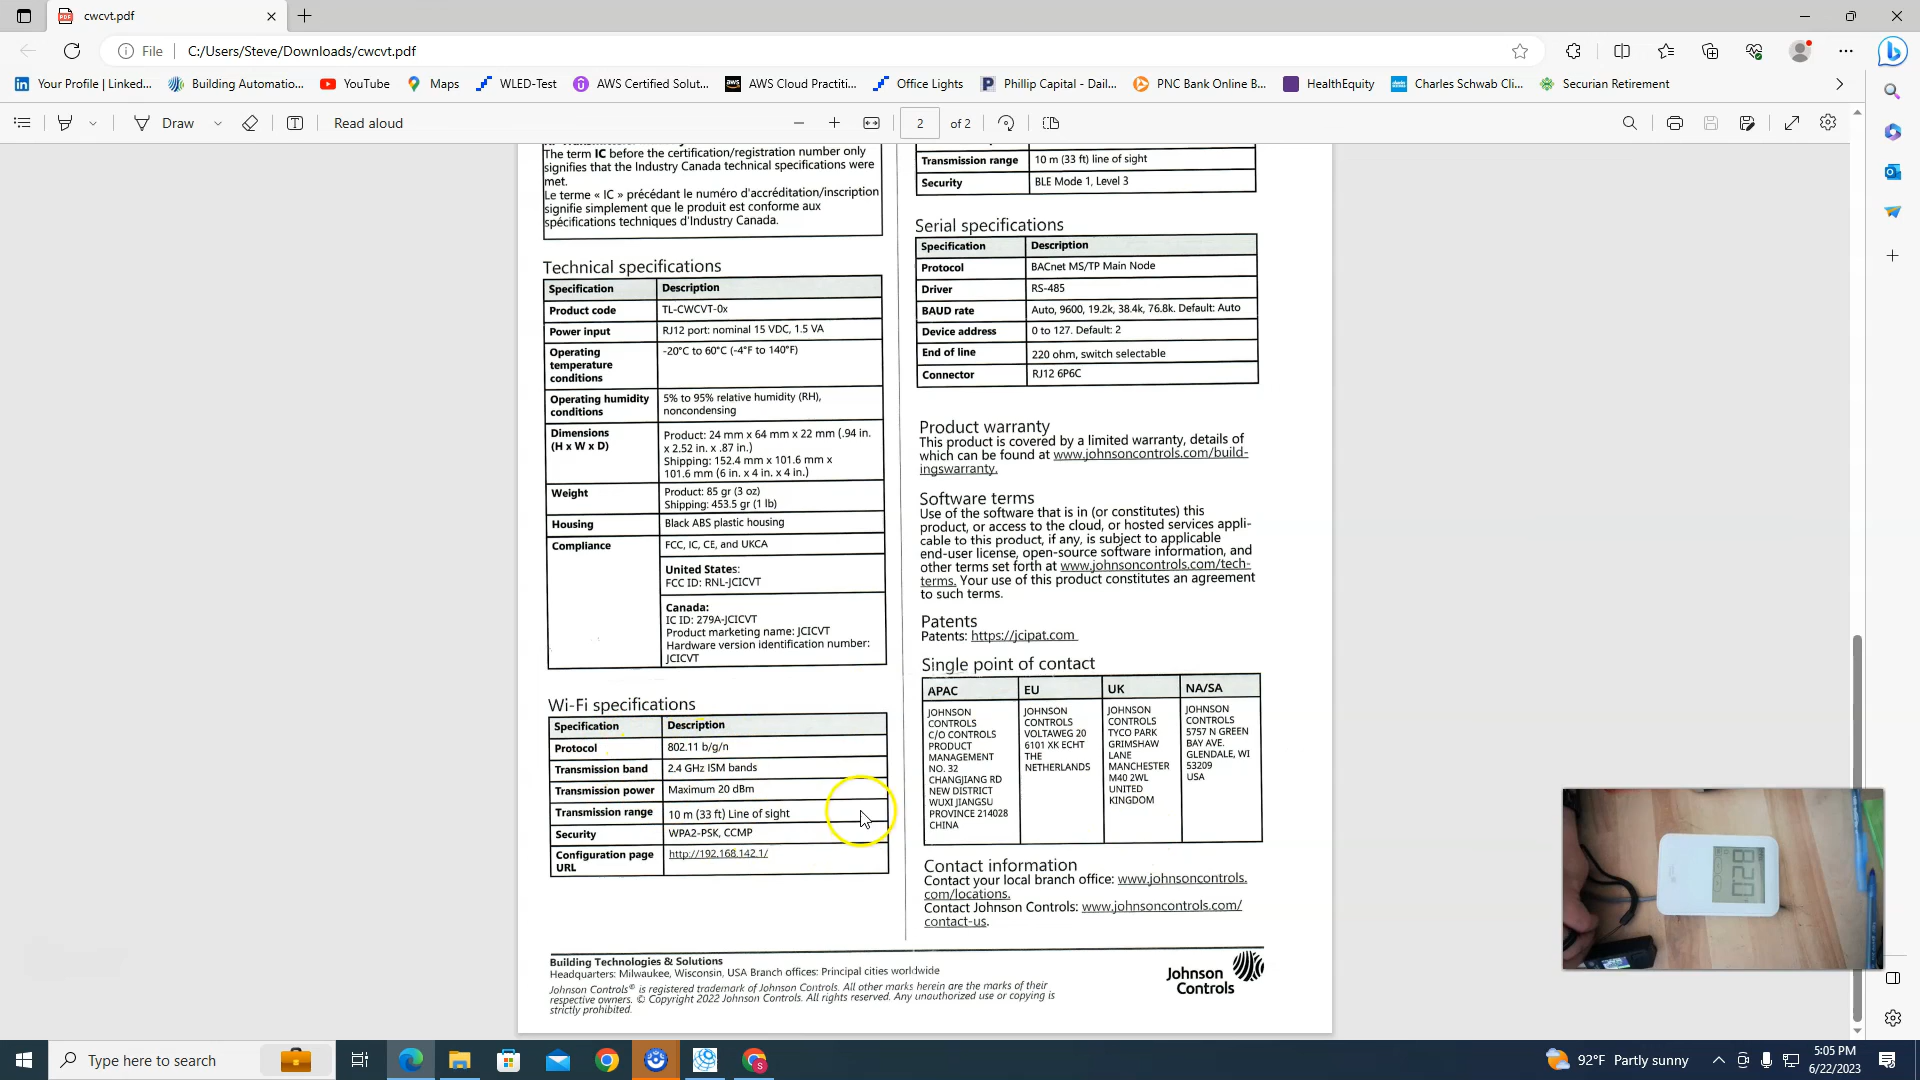 cwcvt.pdf
File
C:/Users/Steve/Downloads/cwcvt.pdf
Your Profile | Linked...
Building Automatio...
YouTube
Maps
WLED-Test
AWS Certified Solut...
AWS Cloud Practiti...
Office Lights
Phillip Capital - Dail...
PNC Bank Online B...
HealthEquity
Charles Schwab Cli...
Securian Retirement
Draw
Read aloud
2
of 2
The term IC before the certification/registration number only
signifies that the Industry Canada technical specifications were
met.
Le terme « IC » précédant le numéro d'accréditation/inscription
signifie simplement que le produit est conforme aux
spécifications techniques d'Industry Canada.
Technical specifications
Specification Description
Product code TL-CWCVT-0x
Power input RJ12 port: nominal 15 VDC, 1.5 VA
Operating
temperature
conditions
-20°C to 60°C (-4°F to 140°F)
Operating humidity
conditions
5% to 95% relative humidity (RH),
noncondensing
Dimensions
(H x W x D)
Product: 24 mm x 64 mm x 22 mm (.94 in.
x 2.52 in. x .87 in.)
Shipping: 152.4 mm x 101.6 mm x
101.6 mm (6 in. x 4 in. x 4 in.)
Weight
Product: 85 gr (3 oz)
Shipping: 453.5 gr (1 lb)
Housing Black ABS plastic housing
Compliance FCC, IC, CE, and UKCA
United States:
FCC ID: RNL-JCICVT
Canada:
IC ID: 279A-JCICVT
Product marketing name: JCICVT
Hardware version identification number:
JCICVT
Wi-Fi specifications
Specification Description
Protocol 802.11 b/g/n
Transmission band 2.4 GHz ISM bands
Transmission power Maximum 20 dBm
Transmission range 10 m (33 ft) Line of sight
Security WPA2-PSK, CCMP
Configuration page
URL
http://192.168.142.1/
Transmission range 10 m (33 ft) line of sight
Security BLE Mode 1, Level 3
Serial specifications
Specification Description
Protocol BACnet MS/TP Main Node
Driver RS-485
BAUD rate Auto, 9600, 19.2k, 38.4k, 76.8k. Default: Auto
Device address 0 to 127. Default: 2
End of line 220 ohm, switch selectable
Connector RJ12 6P6C
Product warranty
This product is covered by a limited warranty, details of
which can be found at www.johnsoncontrols.com/build-
ingswarranty.
Software terms
Use of the software that is in (or constitutes) this
product, or access to the cloud, or hosted services appli-
cable to this product, if any, is subject to applicable
end-user license, open-source software information, and
other terms set forth at www.johnsoncontrols.com/tech-
terms. Your use of this product constitutes an agreement
to such terms.
Patents
Patents: https://jcipat.com
Single point of contact
APAC
JOHNSON
CONTROLS
C/O CONTROLS
PRODUCT
MANAGEMENT
NO. 32
CHANGJIANG RD
NEW DISTRICT
WUXI JIANGSU
PROVINCE 214028
CHINA
EU
JOHNSON
CONTROLS
VOLTAWEG 20
6101 XK ECHT
THE
NETHERLANDS
UK
JOHNSON
CONTROLS
TYCO PARK
GRIMSHAW
LANE
MANCHESTER
M40 2WL
UNITED
KINGDOM
NA/SA
JOHNSON
CONTROLS
5757 N GREEN
BAY AVE.
GLENDALE, WI
53209
USA
Contact information
Contact your local branch office: www.johnsoncontrols.
com/locations.
Contact Johnson Controls: www.johnsoncontrols.com/
contact-us.
Building Technologies & Solutions
Headquarters: Milwaukee, Wisconsin, USA Branch offices: Principal cities worldwide
Johnson Controls® is registered trademark of Johnson Controls. All other marks herein are the marks of their
respective owners. © Copyright 2022 Johnson Controls. All rights reserved. Any unauthorized use or copying is
strictly prohibited.
Johnson
Controls
Type here to search
92°F Partly sunny
5:05 PM
6/22/2023